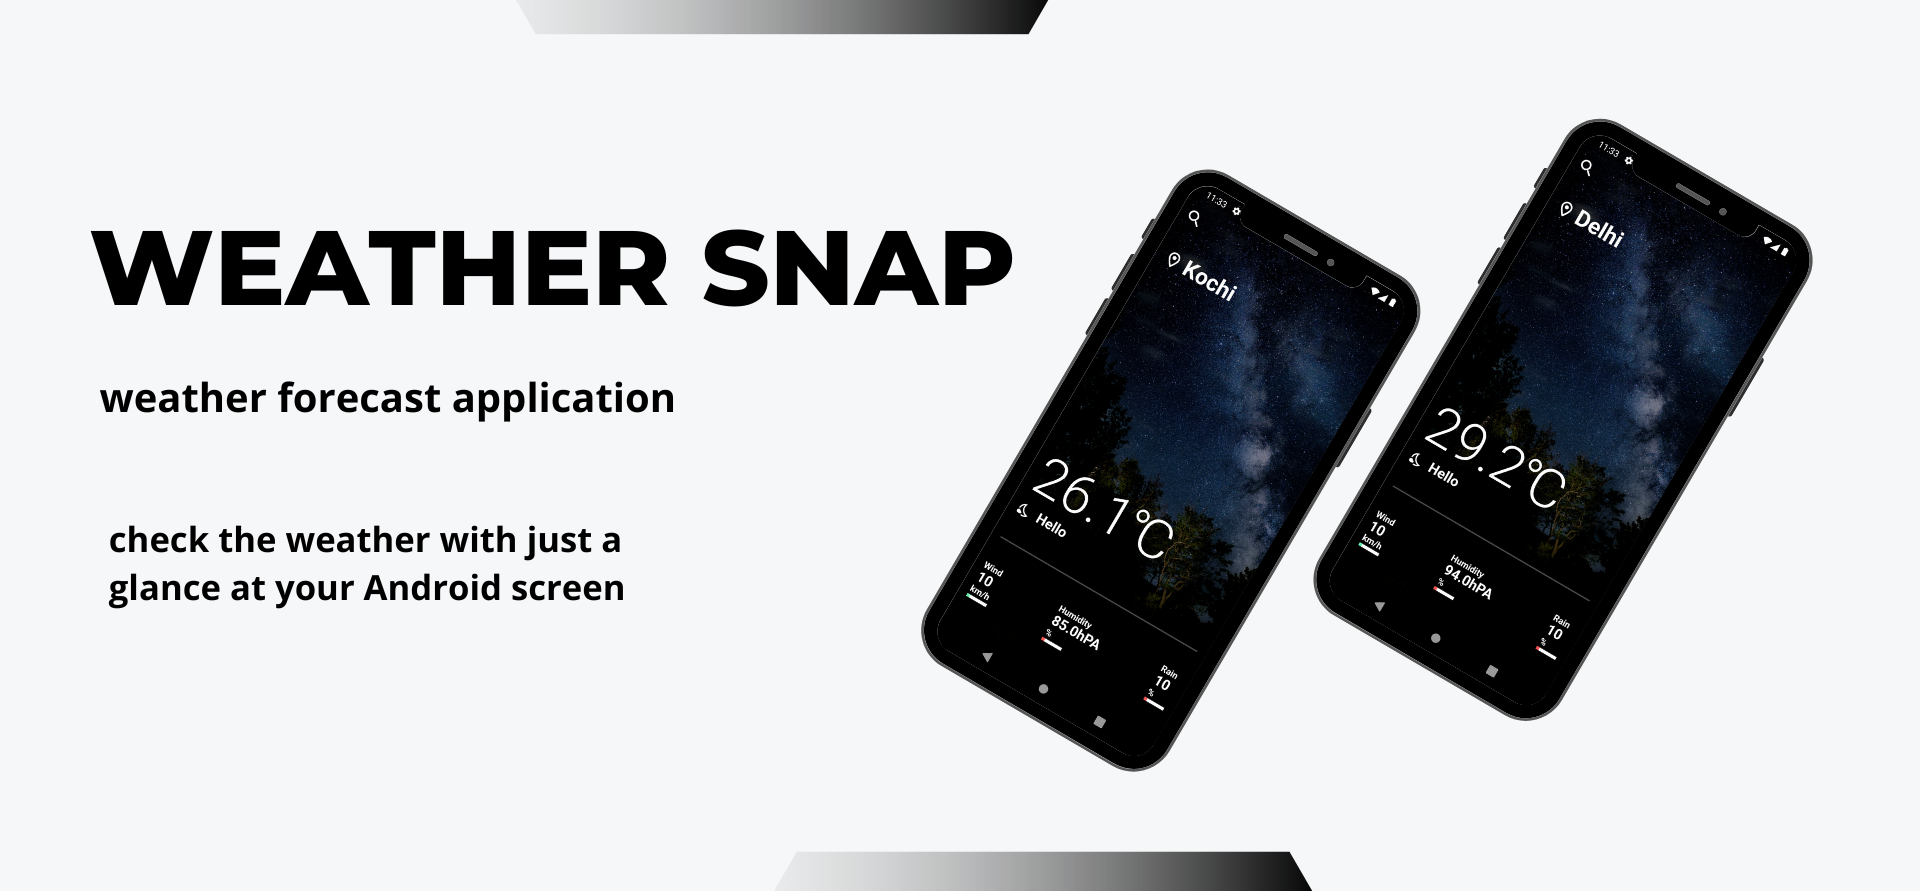 WEATHER SNAP
weather forecast application
check the weather with just a
glance at your Android screen
11:33
Kochi
26.1°C
Hello
Wind
10
km/h
Humidity
85.0hPA
%
Rain
10
%
11:33
Delhi
29.2°C
Hello
Wind
10
km/h
Humidity
94.0hPA
%
Rain
10
%